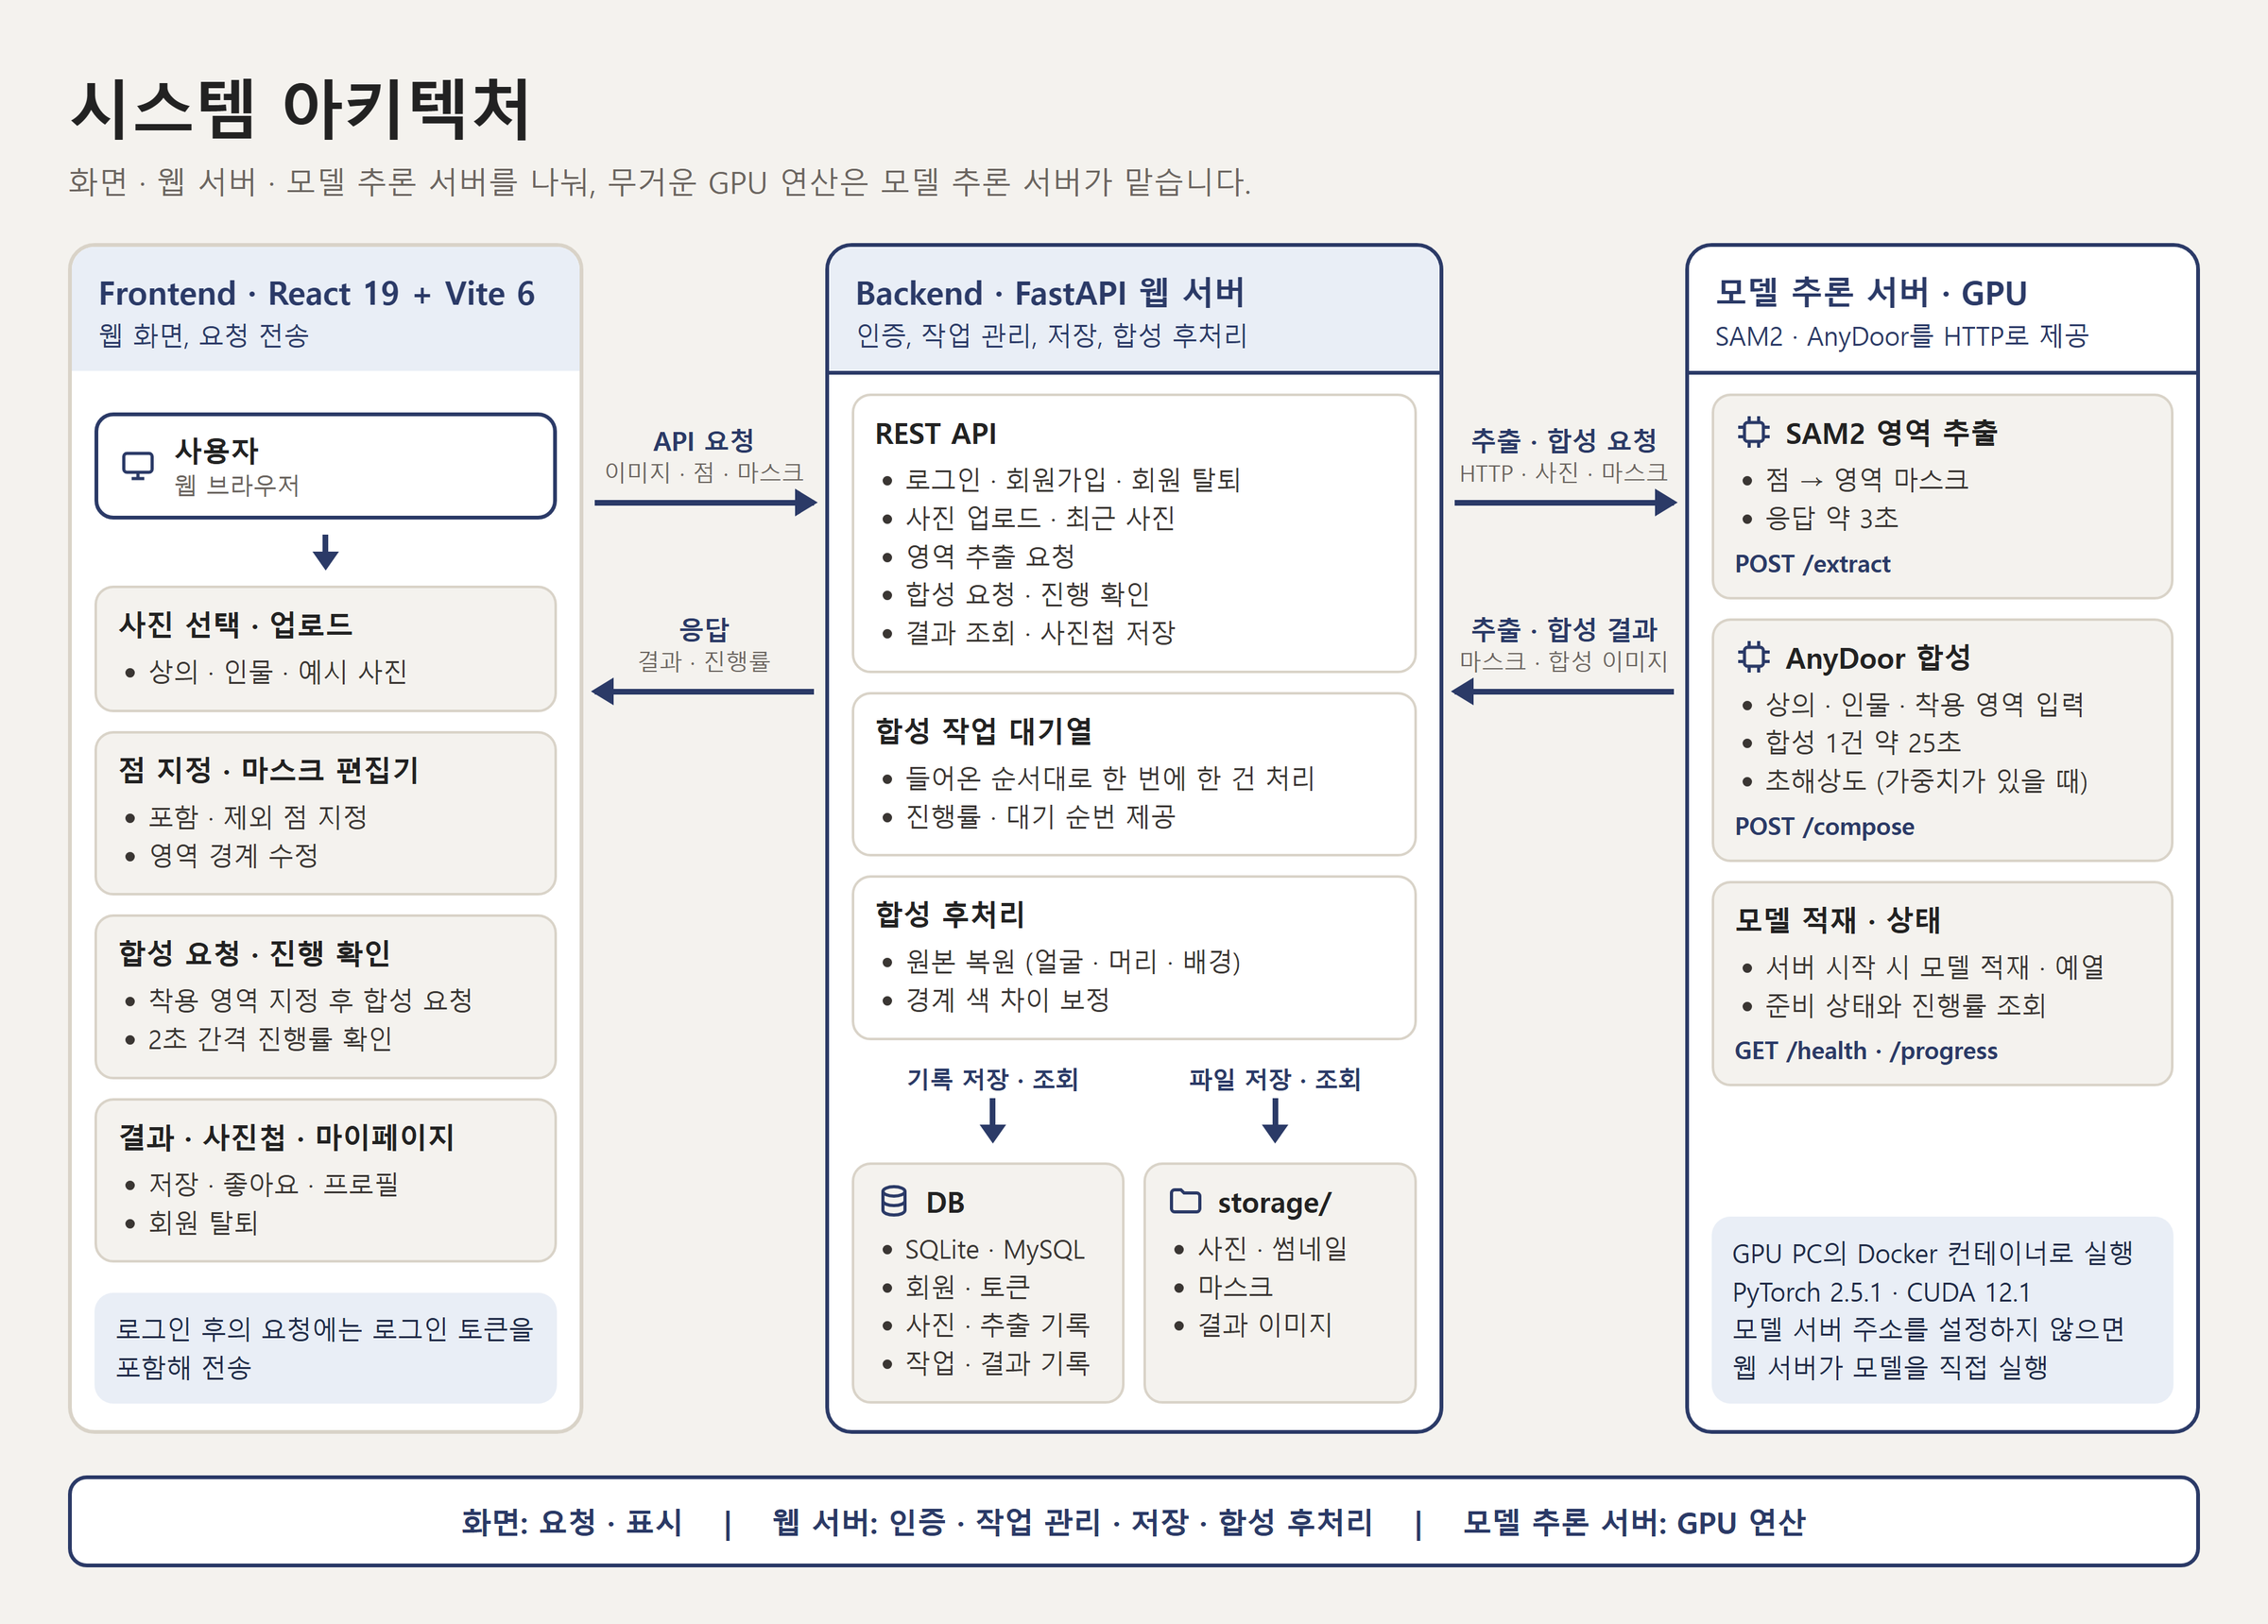 시스템 아키텍처
화면 · 웹 서버 · 모델 추론 서버를 나눠, 무거운 GPU 연산은 모델 추론 서버가 맡습니다.
Frontend · React 19 + Vite 6
웹 화면, 요청 전송
사용자
웹 브라우저
사진 선택 · 업로드
• 상의 · 인물 · 예시 사진
점 지정 · 마스크 편집기
• 포함 · 제외 점 지정
• 영역 경계 수정
합성 요청 · 진행 확인
• 착용 영역 지정 후 합성 요청
• 2초 간격 진행률 확인
결과 · 사진첩 · 마이페이지
• 저장 · 좋아요 · 프로필
• 회원 탈퇴
로그인 후의 요청에는 로그인 토큰을
포함해 전송
API 요청
이미지 · 점 · 마스크
응답
결과 · 진행률
Backend · FastAPI 웹 서버
인증, 작업 관리, 저장, 합성 후처리
REST API
• 로그인 · 회원가입 · 회원 탈퇴
• 사진 업로드 · 최근 사진
• 영역 추출 요청
• 합성 요청 · 진행 확인
• 결과 조회 · 사진첩 저장
합성 작업 대기열
• 들어온 순서대로 한 번에 한 건 처리
• 진행률 · 대기 순번 제공
합성 후처리
• 원본 복원 (얼굴 · 머리 · 배경)
• 경계 색 차이 보정
기록 저장 · 조회
파일 저장 · 조회
DB
• SQLite · MySQL
• 회원 · 토큰
• 사진 · 추출 기록
• 작업 · 결과 기록
storage/
• 사진 · 썸네일
• 마스크
• 결과 이미지
추출 · 합성 요청
HTTP · 사진 · 마스크
추출 · 합성 결과
마스크 · 합성 이미지
모델 추론 서버 · GPU
SAM2 · AnyDoor를 HTTP로 제공
SAM2 영역 추출
• 점 → 영역 마스크
• 응답 약 3초
POST /extract
AnyDoor 합성
• 상의 · 인물 · 착용 영역 입력
• 합성 1건 약 25초
• 초해상도 (가중치가 있을 때)
POST /compose
모델 적재 · 상태
• 서버 시작 시 모델 적재 · 예열
• 준비 상태와 진행률 조회
GET /health · /progress
GPU PC의 Docker 컨테이너로 실행
PyTorch 2.5.1 · CUDA 12.1
모델 서버 주소를 설정하지 않으면
웹 서버가 모델을 직접 실행
화면: 요청 · 표시 | 웹 서버: 인증 · 작업 관리 · 저장 · 합성 후처리 | 모델 추론 서버: GPU 연산